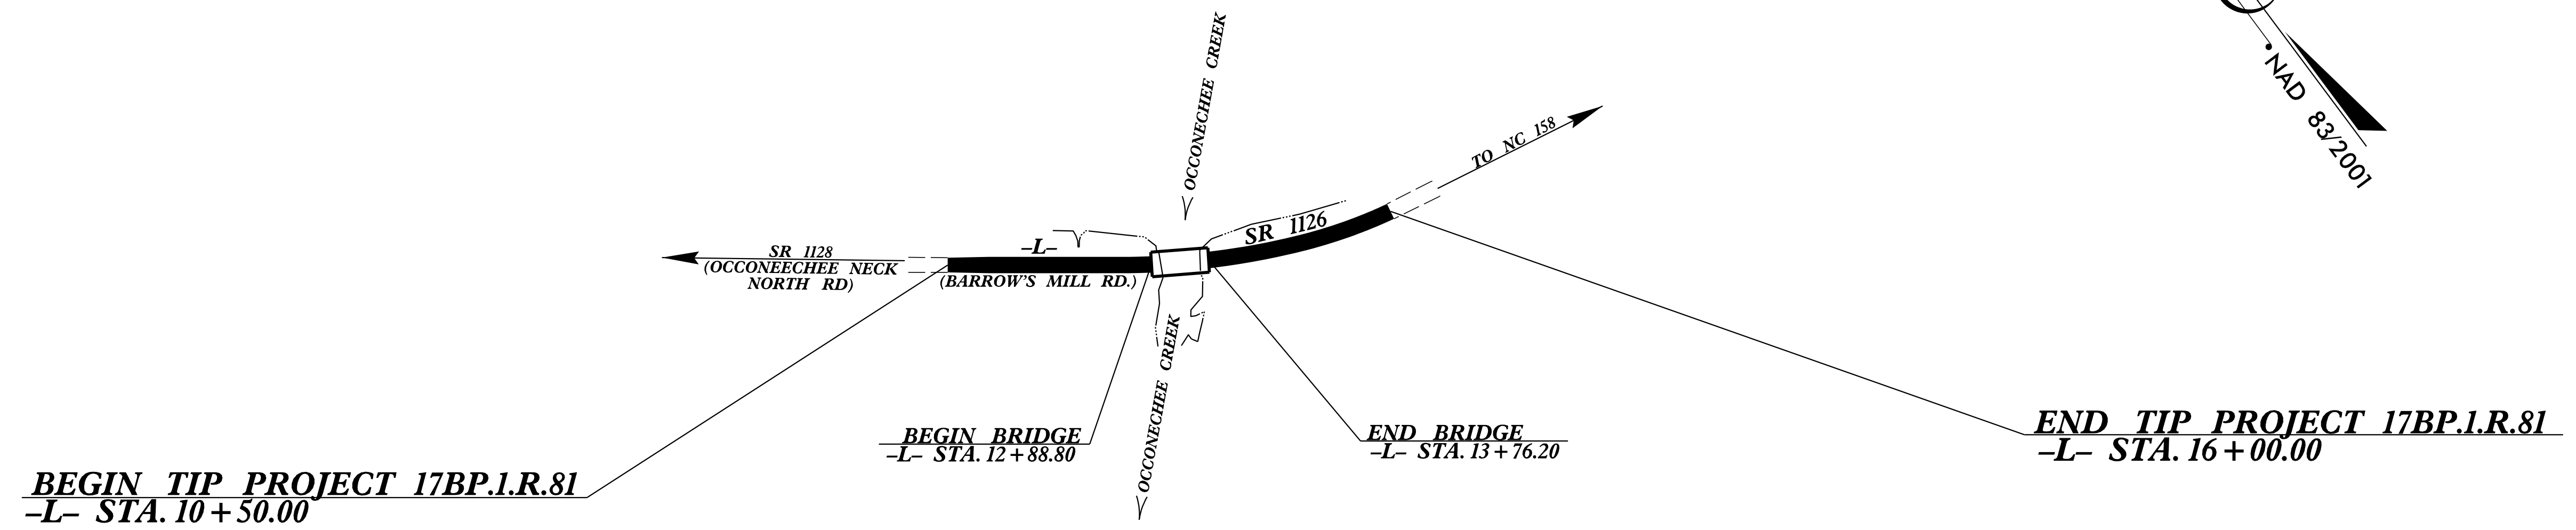 OCCONECHEE CREEK
NAD 83/2001
TO NC 158
SR 1126
-L-
SR 1128
(OCCONEECHEE NECK
NORTH RD)
(BARROW'S MILL RD.)
OCCONECHEE CREEK
BEGIN BRIDGE
-L- STA. 12+88.80
END BRIDGE
-L- STA. 13+76.20
END TIP PROJECT 17BP.1.R.81
-L- STA. 16+00.00
BEGIN TIP PROJECT 17BP.1.R.81
-L- STA. 10+50.00